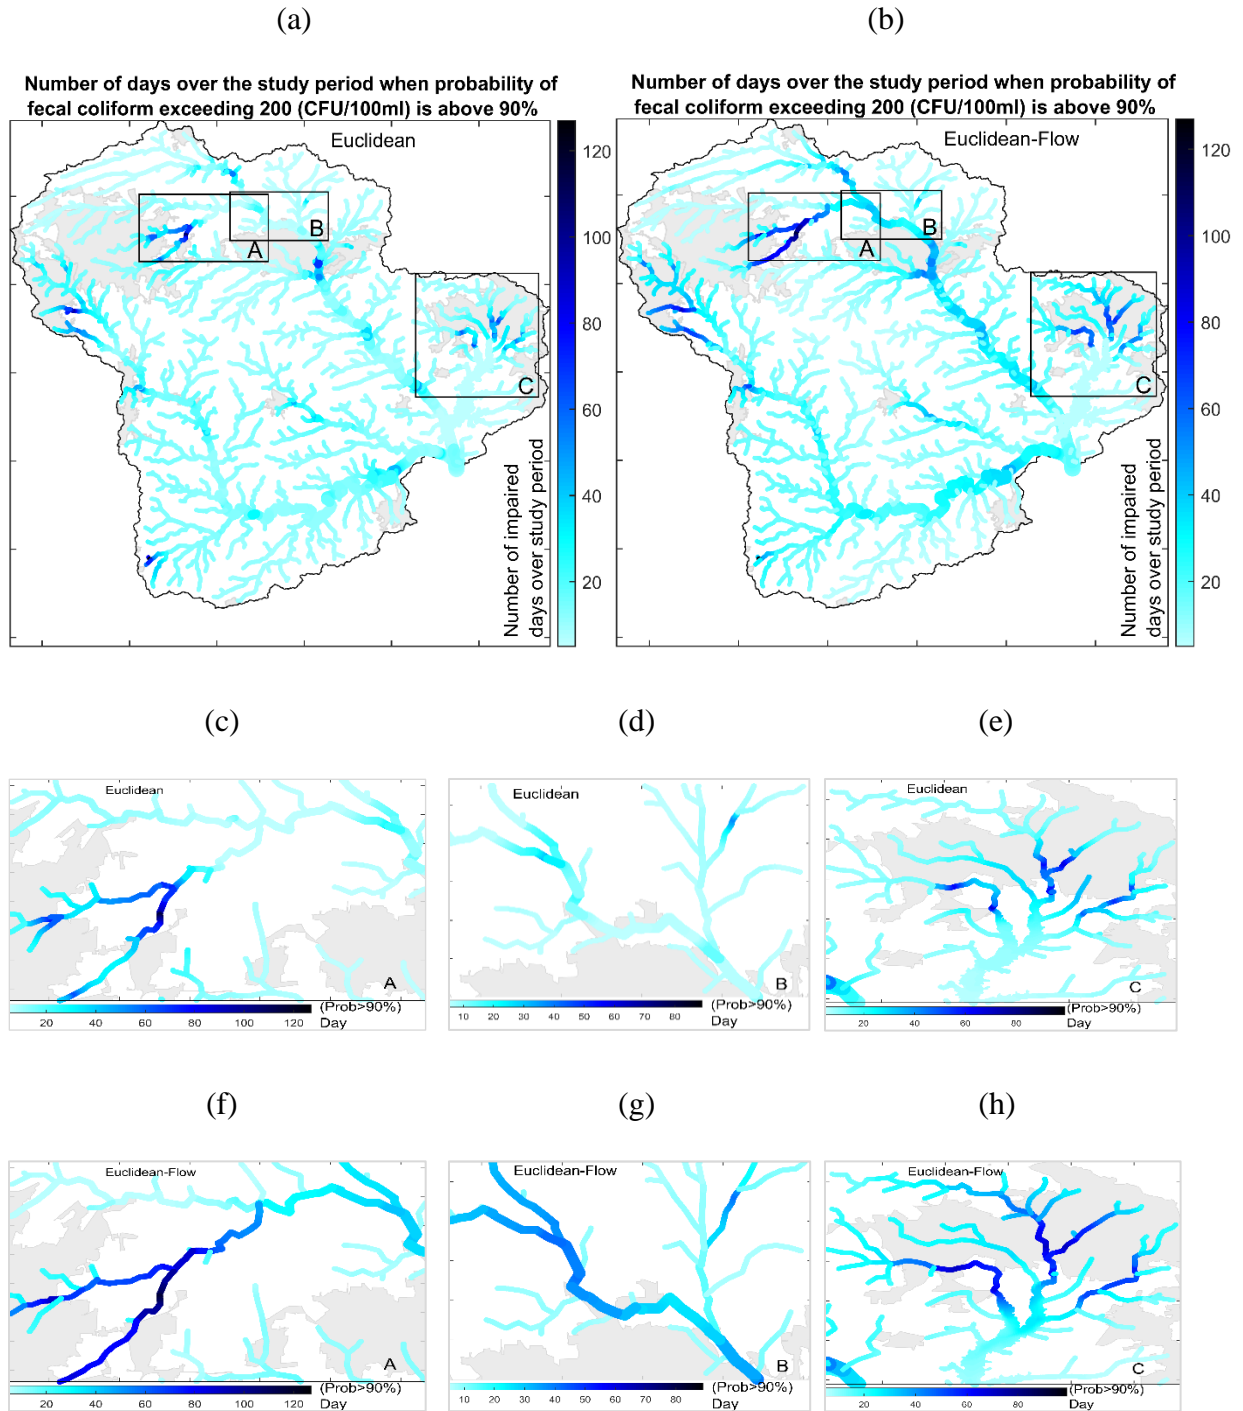 (a) (b)
Number of days over the study period when probability of
fecal coliform exceeding 200 (CFU/100ml) is above 90%
Euclidean
A
B
C
Number of impaired
days over study period
120
100
80
60
40
20
Number of days over the study period when probability of
fecal coliform exceeding 200 (CFU/100ml) is above 90%
Euclidean-Flow
A
B
C
Number of impaired
days over study period
120
100
80
60
40
20
(c) (d) (e)
Euclidean
A
(Prob>90%)
20 40 60 80 100 120 Day
Euclidean
B
(Prob>90%)
10 20 30 40 50 60 70 80 Day
Euclidean
C
(Prob>90%)
20 40 60 80 Day
(f) (g) (h)
Euclidean-Flow
A
(Prob>90%)
20 40 60 80 100 120 Day
Euclidean-Flow
B
(Prob>90%)
10 20 30 40 50 60 70 80 Day
Euclidean-Flow
C
(Prob>90%)
20 40 60 80 Day